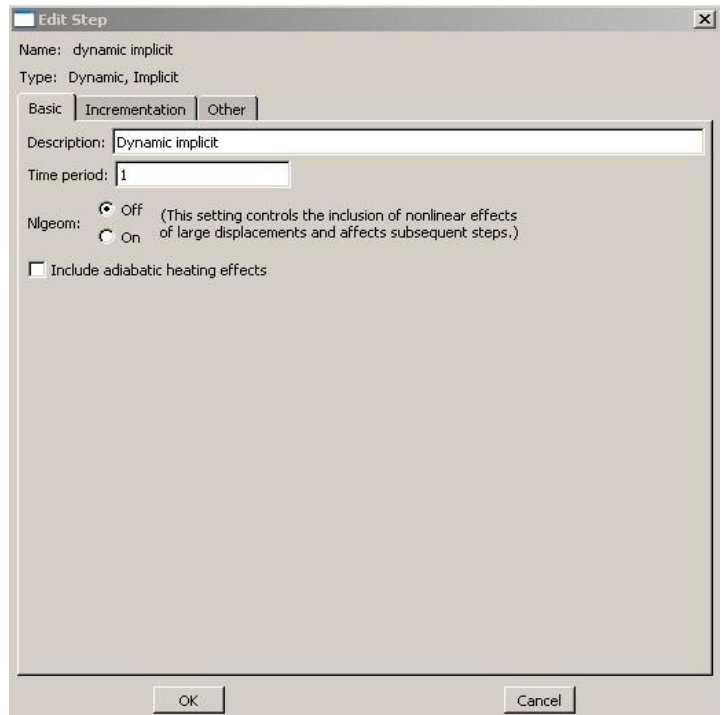 Edit Step
Name: dynamic implicit
Type: Dynamic, Implicit
Basic Incrementation Other
Description: Dynamic implicit
Time period: 1
Nlgeom: Off (This setting controls the inclusion of nonlinear effects
On of large displacements and affects subsequent steps.)
Include adiabatic heating effects
OK Cancel